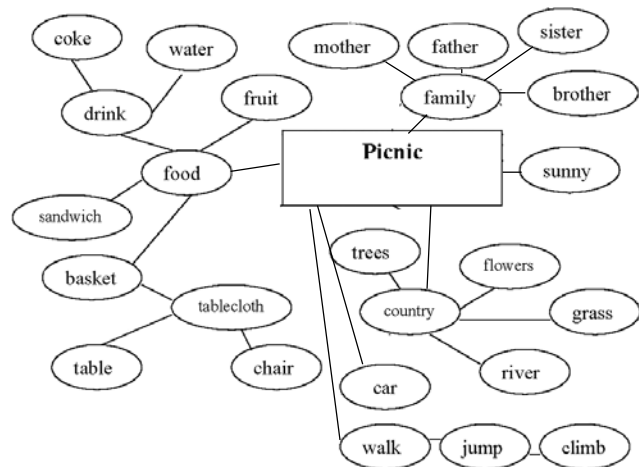 coke
water
mother
father
sister
drink
fruit
family
brother
Picnic
food
sunny
sandwich
trees
flowers
basket
tablecloth
country
grass
table
chair
car
river
walk
jump
climb